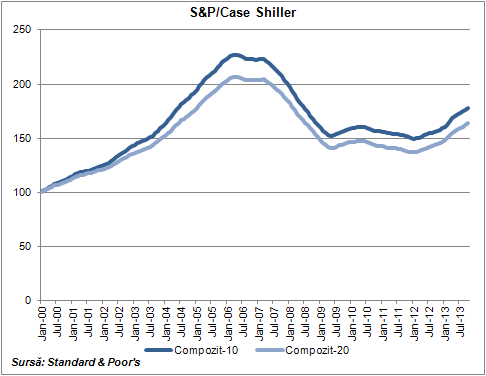 S&P/Case Shiller
250
200
150
100
50
0
Jan-00
Jul-00
Jan-01
Jul-01
Jan-02
Jul-02
Jan-03
Jul-03
Jan-04
Jul-04
Jan-05
Jul-05
Jan-06
Jul-06
Jan-07
Jul-07
Jan-08
Jul-08
Jan-09
Jul-09
Jan-10
Jul-10
Jan-11
Jul-11
Jan-12
Jul-12
Jan-13
Jul-13
Compozit-10
Compozit-20
Sursă: Standard & Poor's